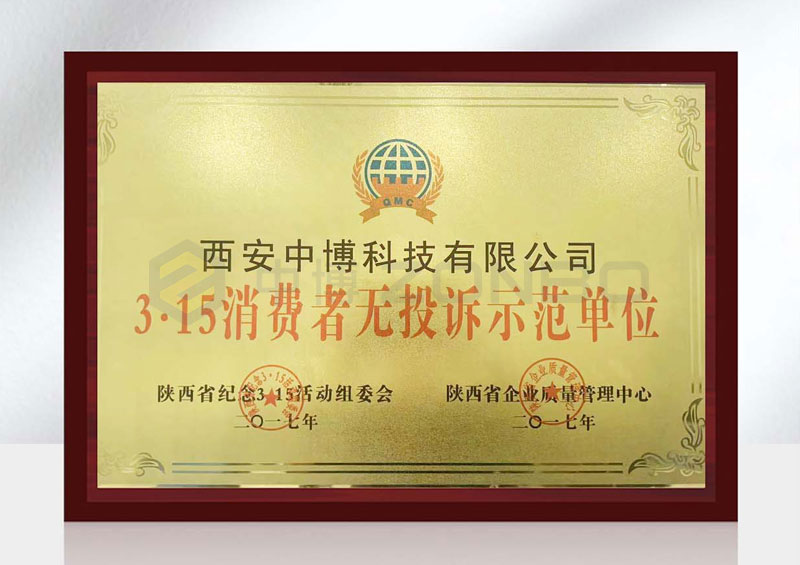 QMC
西安中博科技有限公司
中博 ZONBO
3·15消费者无投诉示范单位
陕西省纪念3·15活动组委会
二〇一七年
陕西省企业质量管理中心
二〇一七年